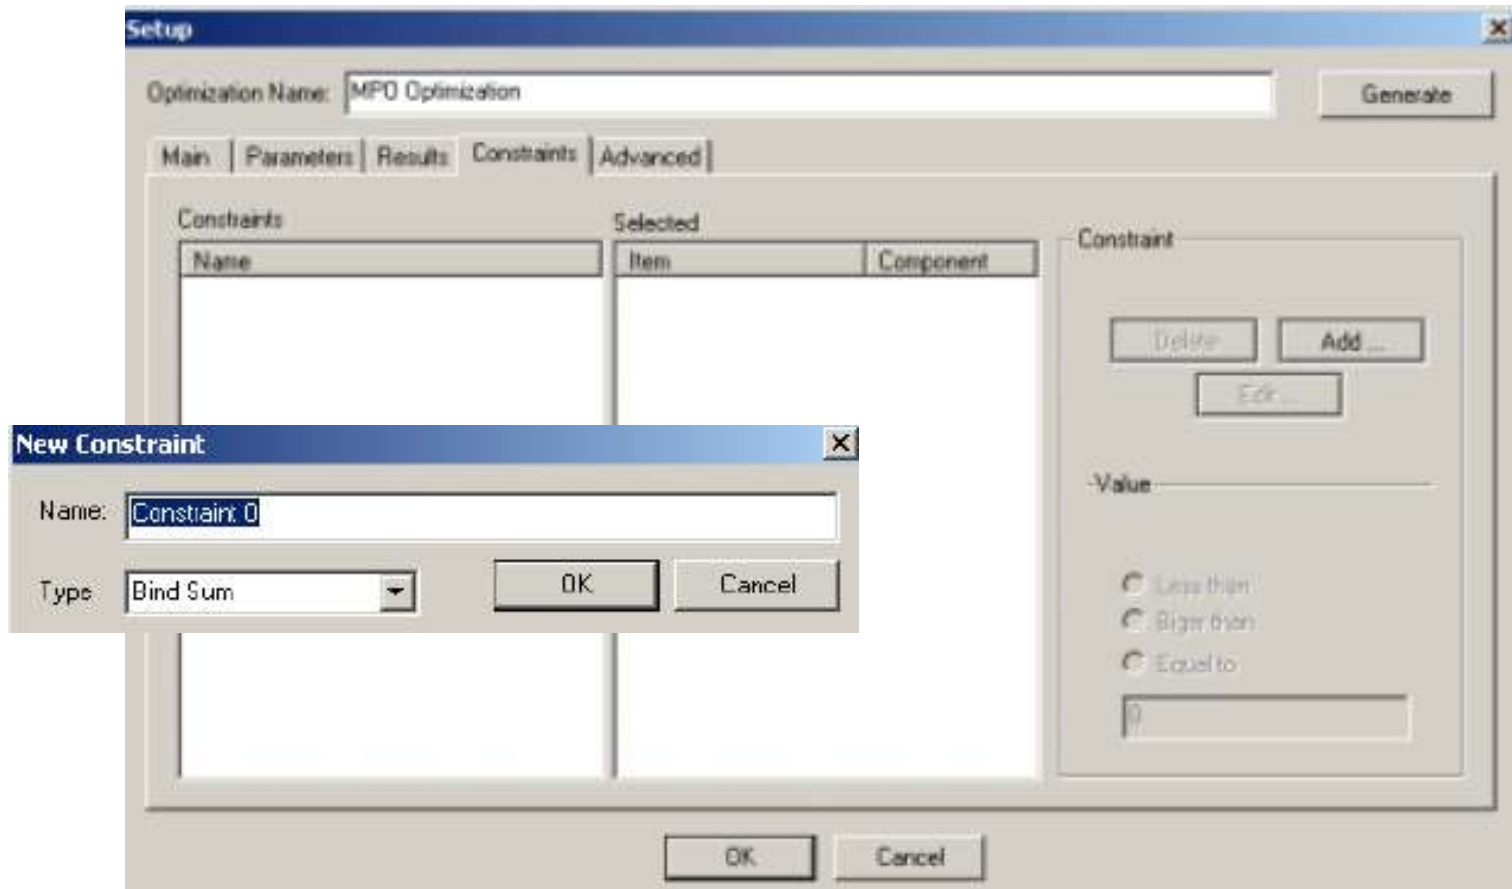 Setup
Optimization Name: MPO Optimization
Generate
Main Parameters Results Constraints Advanced
Constraints
Name
Selected
Item Component
Constraint
Delete Add ...
Edit ...
New Constraint
Name: Constraint 0
Type Bind Sum
OK Cancel
Value
Less than
Biger than
Equal to
0
OK Cancel